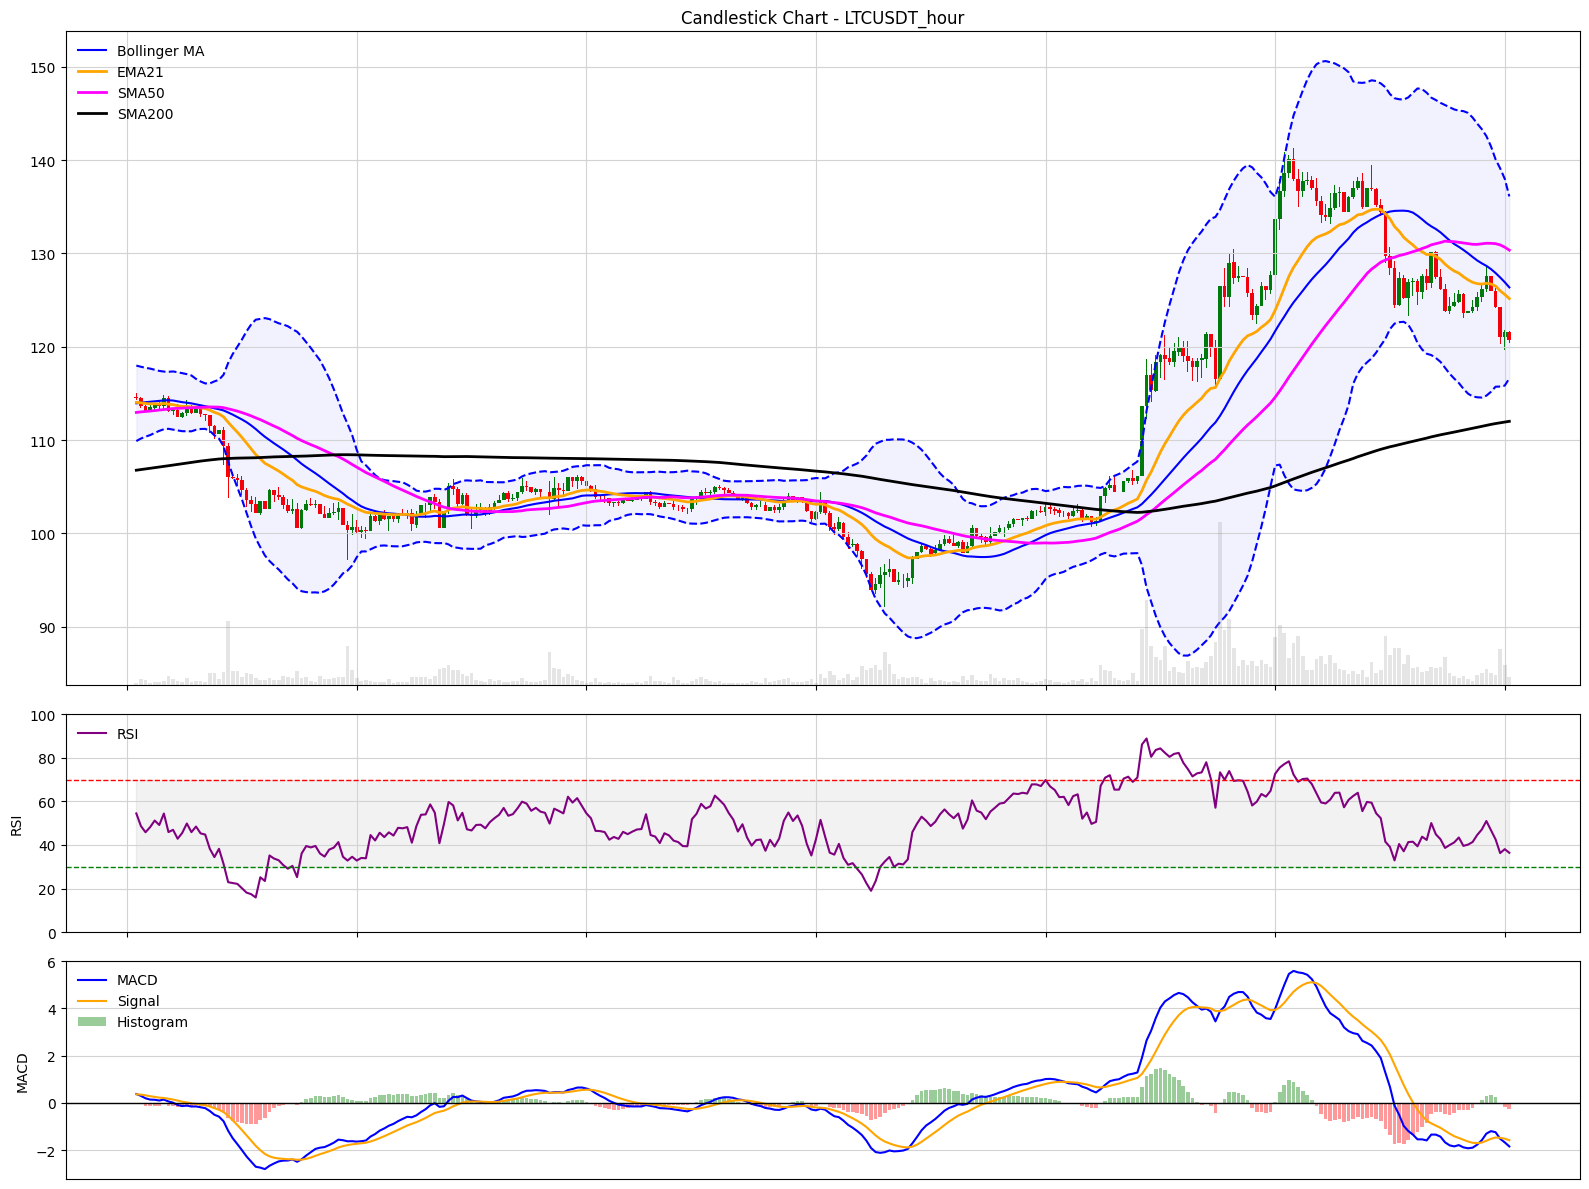 Candlestick Chart - LTCUSDT_hour
Bollinger MA
EMA21
SMA50
SMA200
150
140
130
120
110
100
90
RSI
100
80
60
40
20
0
RSI
MACD
Signal
Histogram
6
4
2
0
−2
MACD